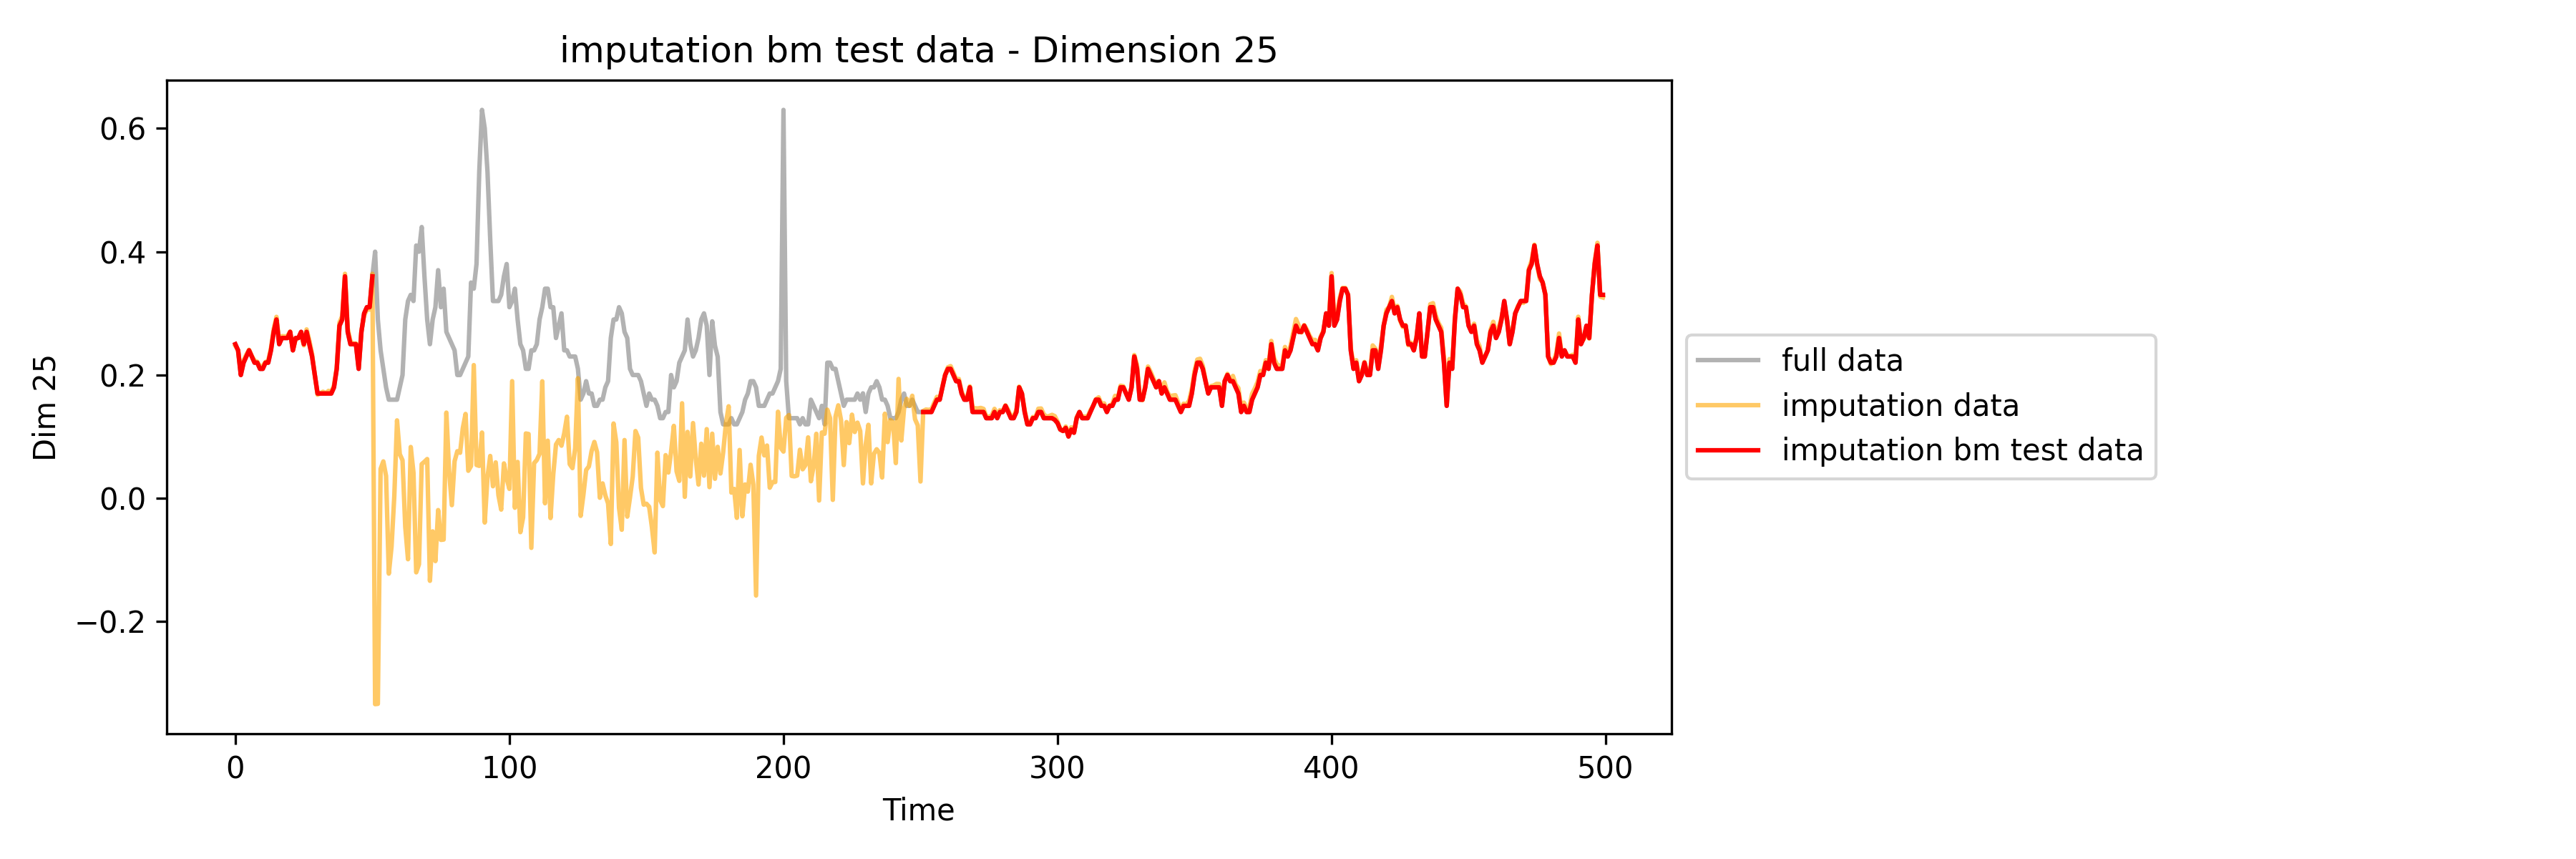 imputation bm test data - Dimension 25
0.6
0.4
0.2
0.0
−0.2
Dim 25
0
100
200
300
400
500
Time
full data
imputation data
imputation bm test data